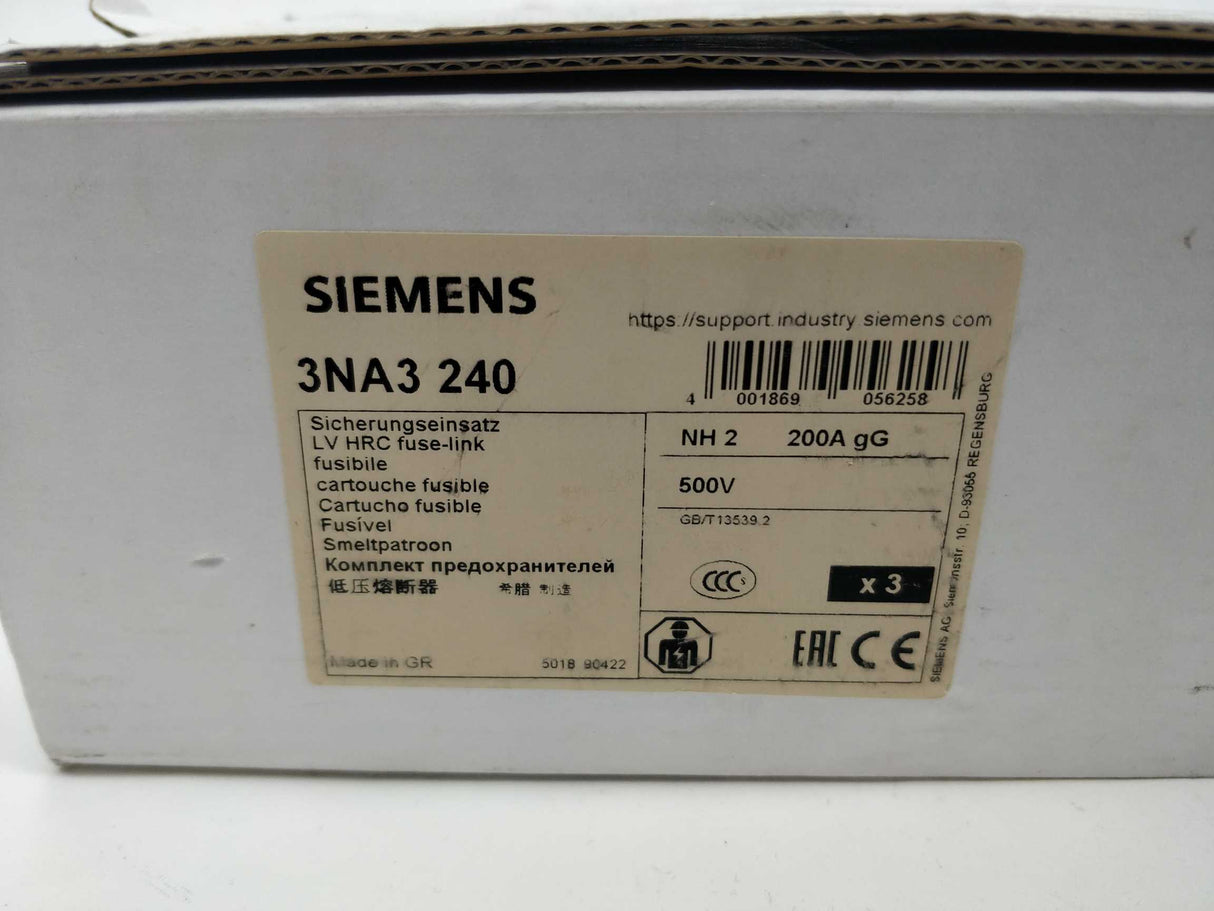 SIEMENS
https://support.industry.siemens.com
3NA3 240
4 001869 056258
Sicherungseinsatz
LV HRC fuse-link
fusibile
cartouche fusible
Cartucho fusible
Fusível
Smeltpatroon
Комплект предохранителей
低压熔断器 希腊 制造
Made in GR
5018 90422
NH 2 200A gG
500V
GB/T13539.2
CCC S
x 3
EAC CE
SIEMENS AG, Siemensstr. 10, D-93055 REGENSBURG